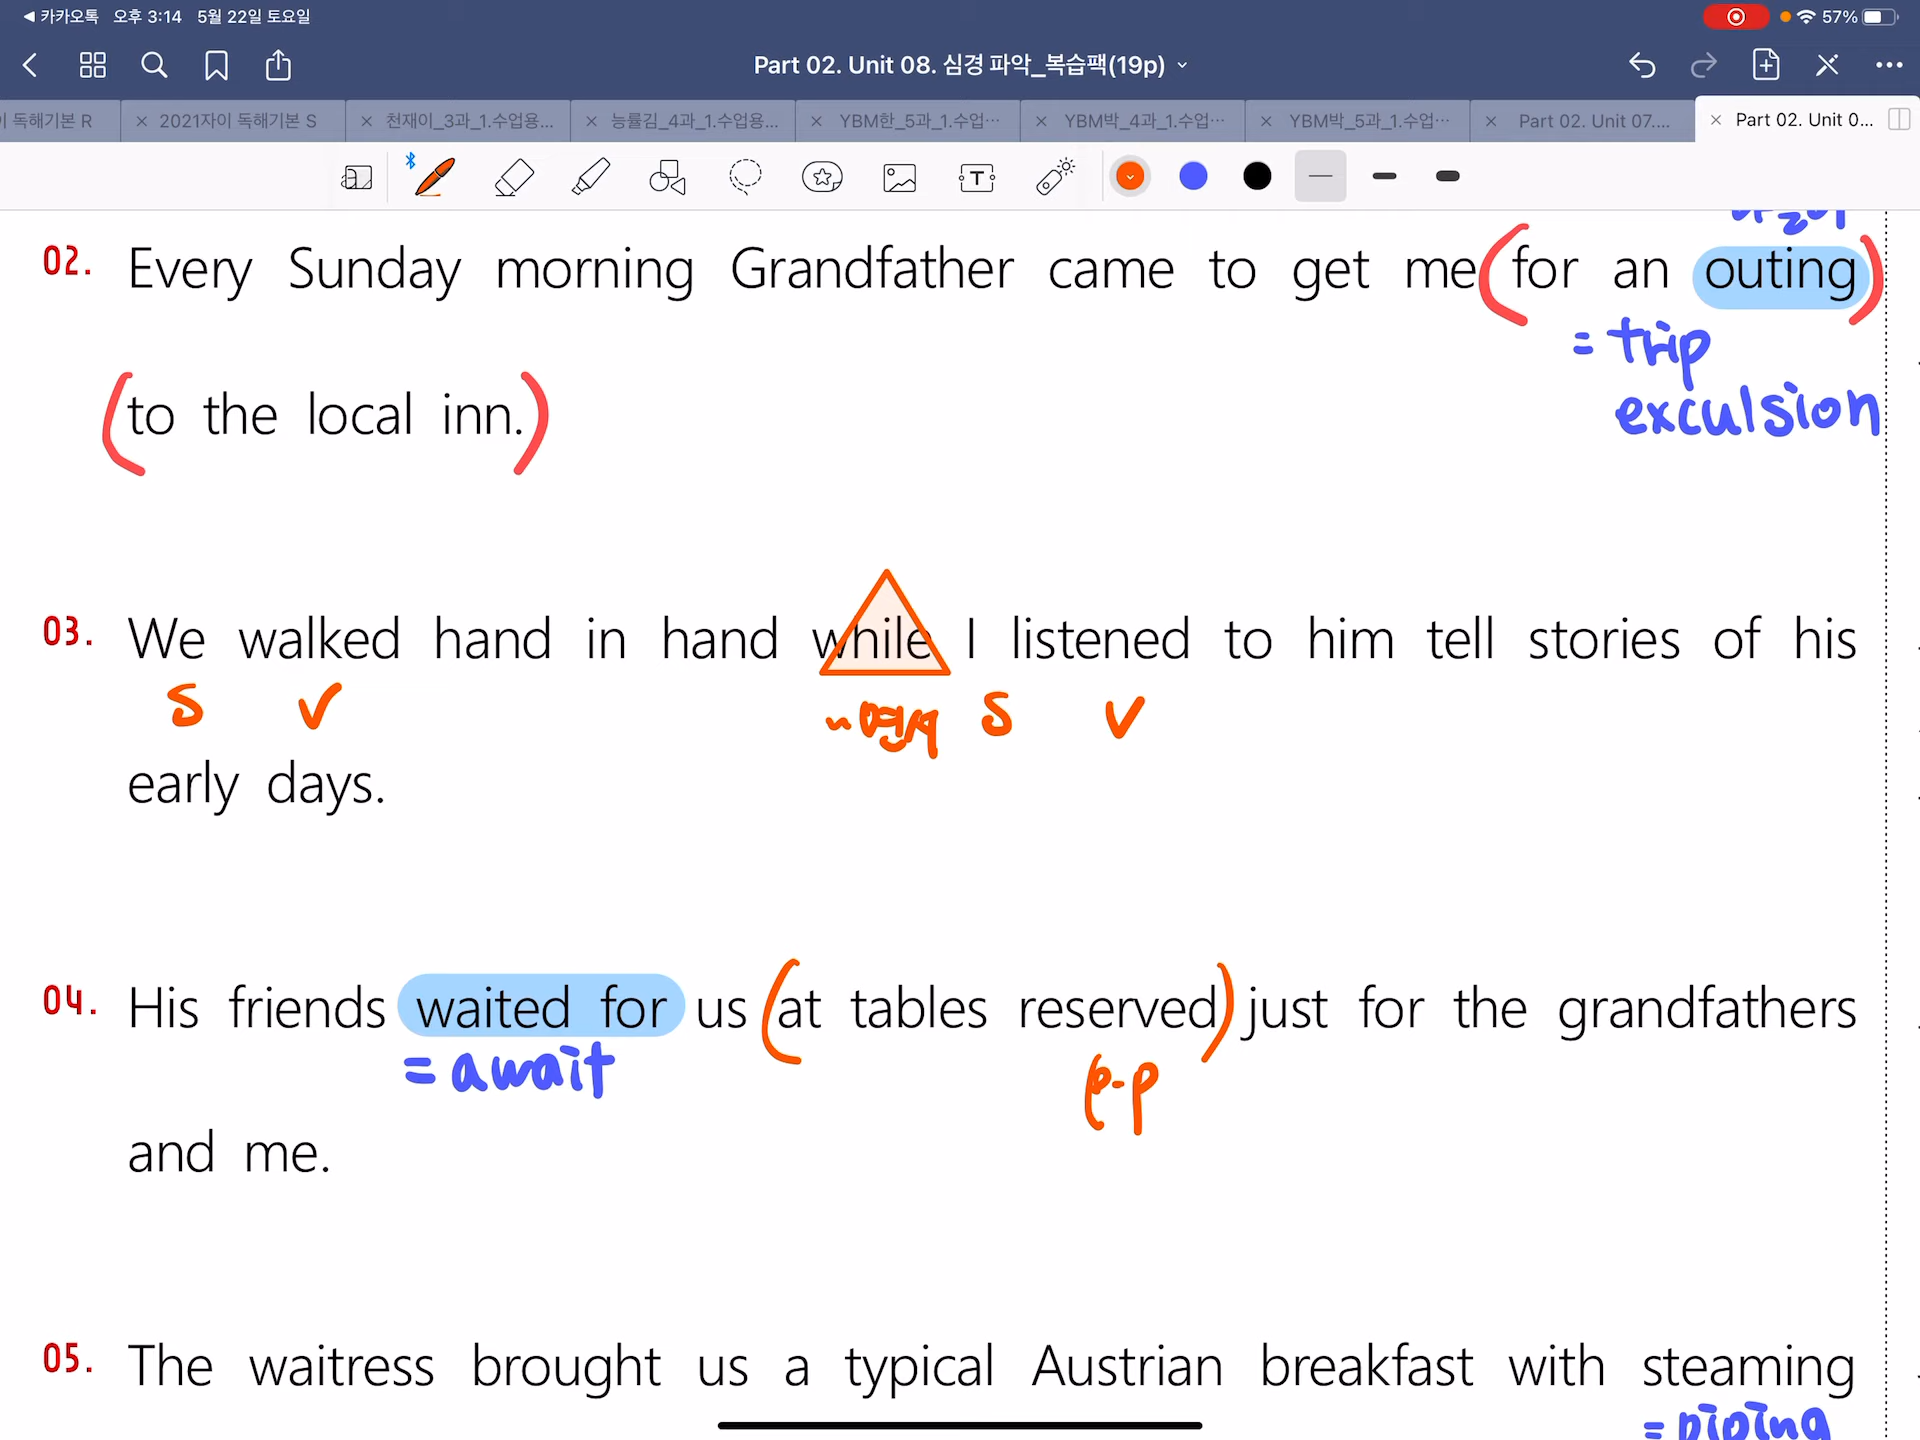 ◀ 카카오톡 오후 3:14 5월 22일 토요일 57%
Part 02. Unit 08. 심경 파악_복습팩(19p)
독해기본 R × 2021자이 독해기본 S × 천재이_3과_1.수업용... × 능률김_4과_1.수업용... × YBM한_5과_1.수업... × YBM박_4과_1.수업... × YBM박_5과_1.수업... × Part 02. Unit 07.... × Part 02. Unit 0...
02. Every Sunday morning Grandfather came to get me (for an outing)
= trip
exculsion
(to the local inn.)
03. We walked hand in hand while I listened to him tell stories of his
S V ~면서 S V
early days.
04. His friends waited for us (at tables reserved) just for the grandfathers
= await p.p
and me.
05. The waitress brought us a typical Austrian breakfast with steaming
= piping